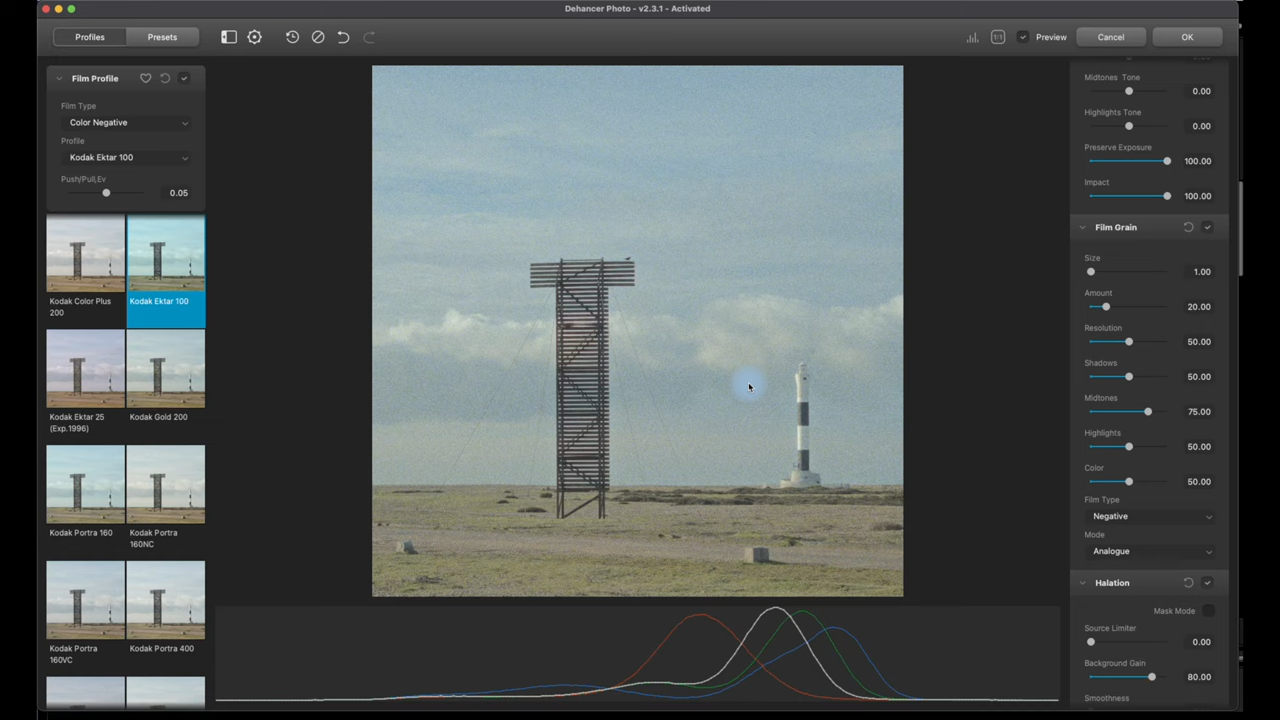 Dehancer Photo - v2.3.1 - Activated
Profiles
Presets
1:1
Preview
Cancel
OK
Film Profile
Film Type
Color Negative
Profile
Kodak Ektar 100
Push/Pull,Ev
0.05
Kodak Color Plus
200
Kodak Ektar 100
Kodak Ektar 25
(Exp.1996)
Kodak Gold 200
Kodak Portra 160
Kodak Portra
160NC
Kodak Portra
160VC
Kodak Portra 400
Midtones Tone
0.00
Highlights Tone
0.00
Preserve Exposure
100.00
Impact
100.00
Film Grain
Size
1.00
Amount
20.00
Resolution
50.00
Shadows
50.00
Midtones
75.00
Highlights
50.00
Color
50.00
Film Type
Negative
Mode
Analogue
Halation
Mask Mode
Source Limiter
0.00
Background Gain
80.00
Smoothness